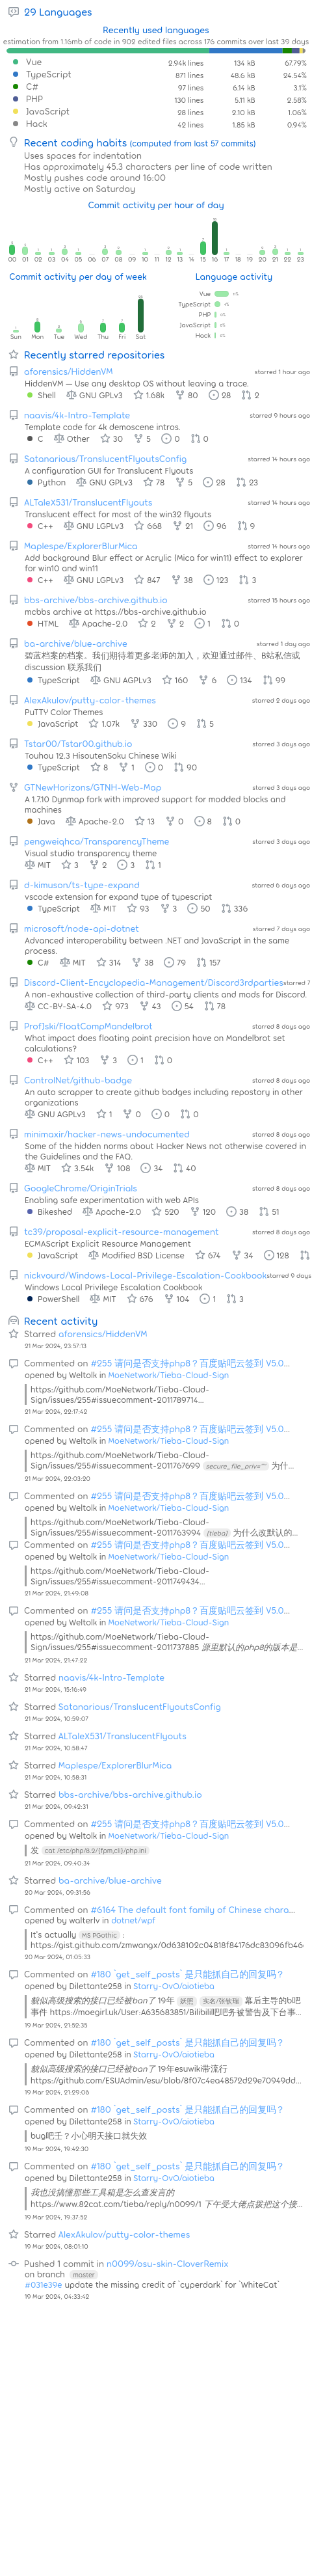 29 Languages
Recently used languages
estimation from 1.16mb of code in 902 edited files across 176 commits over last 39 days
Vue 2.94k lines 134 kB 67.79%
TypeScript 871 lines 48.6 kB 24.54%
C# 97 lines 6.14 kB 3.1%
PHP 130 lines 5.11 kB 2.58%
JavaScript 28 lines 2.10 kB 1.06%
Hack 42 lines 1.85 kB 0.94%
Recent coding habits (computed from last 57 commits)
Uses spaces for indentation
Has approximately 45.3 characters per line of code written
Mostly pushes code around 16:00
Mostly active on Saturday
Commit activity per hour of day
00 01 02 03 04 05 06 07 08 09 10 11 12 13 14 15 16 17 18 19 20 21 22 23
Commit activity per day of week
Sun Mon Tue Wed Thu Fri Sat
Language activity
Vue
TypeScript
PHP
JavaScript
Hack
Recently starred repositories
aforensics/HiddenVM starred 1 hour ago
HiddenVM — Use any desktop OS without leaving a trace.
Shell GNU GPLv3 1.68k 80 28 2
naavis/4k-Intro-Template starred 9 hours ago
Template code for 4k demoscene intros.
C Other 30 5 0 0
Satanarious/TranslucentFlyoutsConfig starred 14 hours ago
A configuration GUI for Translucent Flyouts
Python GNU GPLv3 78 5 28 23
ALTaleX531/TranslucentFlyouts starred 14 hours ago
Translucent effect for most of the win32 flyouts
C++ GNU LGPLv3 668 21 96 9
Maplespe/ExplorerBlurMica starred 14 hours ago
Add background Blur effect or Acrylic (Mica for win11) effect to explorer
for win10 and win11
C++ GNU LGPLv3 847 38 123 3
bbs-archive/bbs-archive.github.io starred 15 hours ago
mcbbs archive at https://bbs-archive.github.io
HTML Apache-2.0 2 2 1 0
ba-archive/blue-archive starred 1 day ago
碧蓝档案的档案。我们期待着更多老师的加入，欢迎通过邮件、B站私信或
discussion 联系我们
TypeScript GNU AGPLv3 160 6 134 99
AlexAkulov/putty-color-themes starred 2 days ago
PuTTY Color Themes
JavaScript 1.07k 330 9 5
Tstar00/Tstar00.github.io starred 3 days ago
Touhou 12.3 HisoutenSoku Chinese Wiki
TypeScript 8 1 0 90
GTNewHorizons/GTNH-Web-Map starred 3 days ago
A 1.7.10 Dynmap fork with improved support for modded blocks and
machines
Java Apache-2.0 13 0 8 0
pengweiqhca/TransparencyTheme starred 3 days ago
Visual studio transparency theme
MIT 3 2 3 1
d-kimuson/ts-type-expand starred 6 days ago
vscode extension for expand type of typescript
TypeScript MIT 93 3 50 336
microsoft/node-api-dotnet starred 7 days ago
Advanced interoperability between .NET and JavaScript in the same
process.
C# MIT 314 38 79 157
Discord-Client-Encyclopedia-Management/Discord3rdparties starred 7
A non-exhaustive collection of third-party clients and mods for Discord.
CC-BY-SA-4.0 973 43 54 78
ProfJski/FloatCompMandelbrot starred 8 days ago
What impact does floating point precision have on Mandelbrot set
calculations?
C++ 103 3 1 0
ControlNet/github-badge starred 8 days ago
An auto scrapper to create github badges including repository in other
organizations
GNU AGPLv3 1 0 0 0
minimaxir/hacker-news-undocumented starred 8 days ago
Some of the hidden norms about Hacker News not otherwise covered in
the Guidelines and the FAQ.
MIT 3.54k 108 34 40
GoogleChrome/OriginTrials starred 8 days ago
Enabling safe experimentation with web APIs
Bikeshed Apache-2.0 520 120 38 51
tc39/proposal-explicit-resource-management starred 8 days ago
ECMAScript Explicit Resource Management
JavaScript Modified BSD License 674 34 128
nickvourd/Windows-Local-Privilege-Escalation-Cookbook starred 9 days
Windows Local Privilege Escalation Cookbook
PowerShell MIT 676 104 1 3
Recent activity
Starred aforensics/HiddenVM
21 Mar 2024, 23:57:13
Commented on #255 请问是否支持php8？百度贴吧云签到 V5.0...
opened by Weltolk in MoeNetwork/Tieba-Cloud-Sign
https://github.com/MoeNetwork/Tieba-Cloud-
Sign/issues/255#issuecomment-2011789714...
21 Mar 2024, 22:17:42
Commented on #255 请问是否支持php8？百度贴吧云签到 V5.0...
opened by Weltolk in MoeNetwork/Tieba-Cloud-Sign
https://github.com/MoeNetwork/Tieba-Cloud-
Sign/issues/255#issuecomment-2011767699 secure_file_priv="" 为什...
21 Mar 2024, 22:03:20
Commented on #255 请问是否支持php8？百度贴吧云签到 V5.0...
opened by Weltolk in MoeNetwork/Tieba-Cloud-Sign
https://github.com/MoeNetwork/Tieba-Cloud-
Sign/issues/255#issuecomment-2011763994 (tieba) 为什么改默认的...
Commented on #255 请问是否支持php8？百度贴吧云签到 V5.0...
opened by Weltolk in MoeNetwork/Tieba-Cloud-Sign
https://github.com/MoeNetwork/Tieba-Cloud-
Sign/issues/255#issuecomment-2011749434...
21 Mar 2024, 21:49:08
Commented on #255 请问是否支持php8？百度贴吧云签到 V5.0...
opened by Weltolk in MoeNetwork/Tieba-Cloud-Sign
https://github.com/MoeNetwork/Tieba-Cloud-
Sign/issues/255#issuecomment-2011737885 源里默认的php8的版本是...
21 Mar 2024, 21:47:22
Starred naavis/4k-Intro-Template
21 Mar 2024, 15:16:49
Starred Satanarious/TranslucentFlyoutsConfig
21 Mar 2024, 10:59:07
Starred ALTaleX531/TranslucentFlyouts
21 Mar 2024, 10:58:47
Starred Maplespe/ExplorerBlurMica
21 Mar 2024, 10:58:31
Starred bbs-archive/bbs-archive.github.io
21 Mar 2024, 09:42:31
Commented on #255 请问是否支持php8？百度贴吧云签到 V5.0...
opened by Weltolk in MoeNetwork/Tieba-Cloud-Sign
发 cat /etc/php/8.2/{fpm,cli}/php.ini
21 Mar 2024, 09:40:34
Starred ba-archive/blue-archive
20 Mar 2024, 09:31:56
Commented on #6164 The default font family of Chinese chara...
opened by walterlv in dotnet/wpf
It's actually MS PGothic :
https://gist.github.com/zmwangx/0d638102c04818f84176dc8330f9fb46
20 Mar 2024, 01:05:33
Commented on #180 `get_self_posts` 是只能抓自己的回复吗？
opened by Dilettante258 in Starry-OvO/aiotieba
貌似高级搜索的接口已经被ban了 19年 妖照 实名/张钦瑞 幕后主导的b吧
事件 https://moegirl.uk/User:A63568385I/Bilibili吧吧务被警告及下台事...
19 Mar 2024, 21:52:35
Commented on #180 `get_self_posts` 是只能抓自己的回复吗？
opened by Dilettante258 in Starry-OvO/aiotieba
貌似高级搜索的接口已经被ban了 19年esuwiki带流行
https://github.com/ESUAdmin/esu/blob/8f07c4ea48572d29e70949dd...
19 Mar 2024, 21:29:06
Commented on #180 `get_self_posts` 是只能抓自己的回复吗？
opened by Dilettante258 in Starry-OvO/aiotieba
bug吧王？小心明天接口就失效
19 Mar 2024, 19:42:30
Commented on #180 `get_self_posts` 是只能抓自己的回复吗？
opened by Dilettante258 in Starry-OvO/aiotieba
我也没搞懂那些工具箱是怎么查发言的
https://www.82cat.com/tieba/reply/n0099/1 下午受大佬点拨把这个接...
19 Mar 2024, 19:37:52
Starred AlexAkulov/putty-color-themes
19 Mar 2024, 08:01:10
Pushed 1 commit in n0099/osu-skin-CloverRemix
on branch master
#031e39e update the missing credit of `cyperdark` for `WhiteCat`
19 Mar 2024, 04:33:42